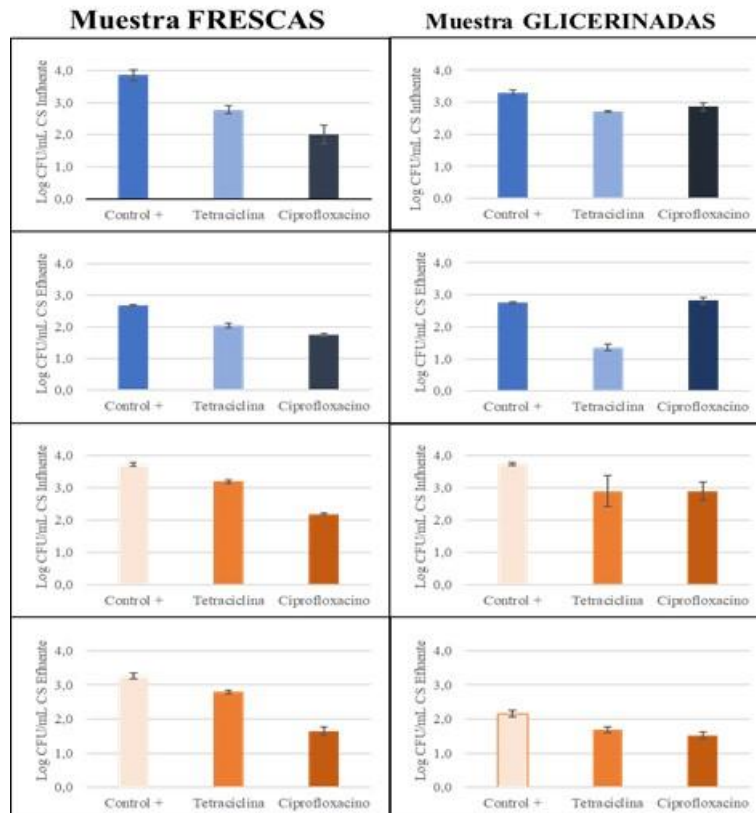 Muestra FRESCAS
Muestra GLICERINADAS
Log CFU/mL CS Influente
4,0
3,0
2,0
1,0
0,0
Control +
Tetraciclina
Ciprofloxacino
Log CFU/mL CS Influente
4,0
3,0
2,0
1,0
0,0
Control +
Tetraciclina
Ciprofloxacino
Log CFU/mL CS Efluente
4,0
3,0
2,0
1,0
0,0
Control +
Tetraciclina
Ciprofloxacino
Log CFU/mL CS Efluente
4,0
3,0
2,0
1,0
0,0
Control +
Tetraciclina
Ciprofloxacino
Log CFU/mL CS Influente
4,0
3,0
2,0
1,0
0,0
Control +
Tetraciclina
Ciprofloxacino
Log CFU/mL CS Influente
4,0
3,0
2,0
1,0
0,0
Control +
Tetraciclina
Ciprofloxacino
Log CFU/mL CS Efluente
4,0
3,0
2,0
1,0
0,0
Control +
Tetraciclina
Ciprofloxacino
Log CFU/mL CS Efluente
4,0
3,0
2,0
1,0
0,0
Control +
Tetraciclina
Ciprofloxacino